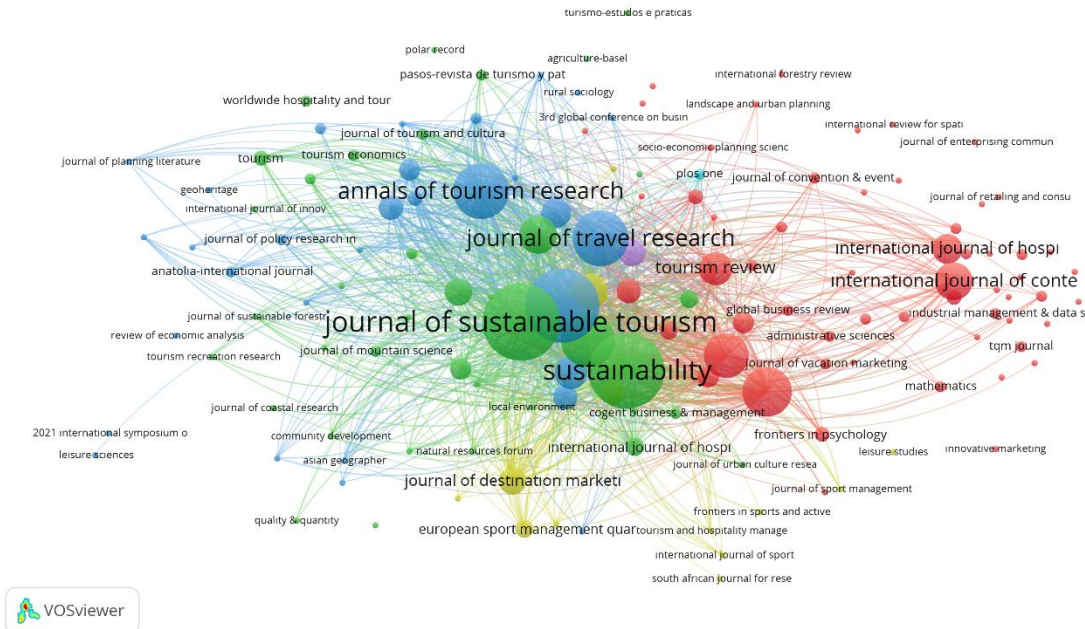 turismo-estudos e praticas
polar record
agriculture-basel
pasos-revista de turismo y pat
international forestry review
rural sociology
worldwide hospitality and tour
landscape and urban planning
3rd global conference on busin
international review for spati
journal of tourism and cultura
journal of enterprising commun
socio-economic planning scienc
tourism
tourism economics
journal of planning literature
plos one
journal of convention & event
geoheritage
annals of tourism research
journal of retailing and consu
international journal of innov
journal of policy research in
journal of travel research
international journal of hospi
tourism review
anatolia-international journal
international journal of conte
global business review
industrial management & data s
journal of sustainable forestr
journal of sustainable tourism
review of economic analysis
administrative sciences
tqm journal
journal of mountain science
tourism recreation research
journal of vacation marketing
sustainability
mathematics
journal of coastal research
local environment
cogent business & management
2021 international symposium o
community development
frontiers in psychology
leisure sciences
natural resources forum
international journal of hospi
leisure studies
innovative marketing
asian geographer
journal of urban culture resea
journal of destination marketi
journal of sport management
frontiers in sports and active
quality & quantity
european sport management quar
tourism and hospitality manage
international journal of sport
south african journal for rese
VOSviewer